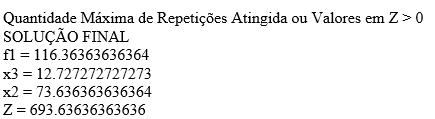 Quantidade Máxima de Repetições Atingida ou Valores em Z > 0
SOLUÇÃO FINAL
f1 = 116.36363636364
x3 = 12.727272727273
x2 = 73.636363636364
Z = 693.63636363636